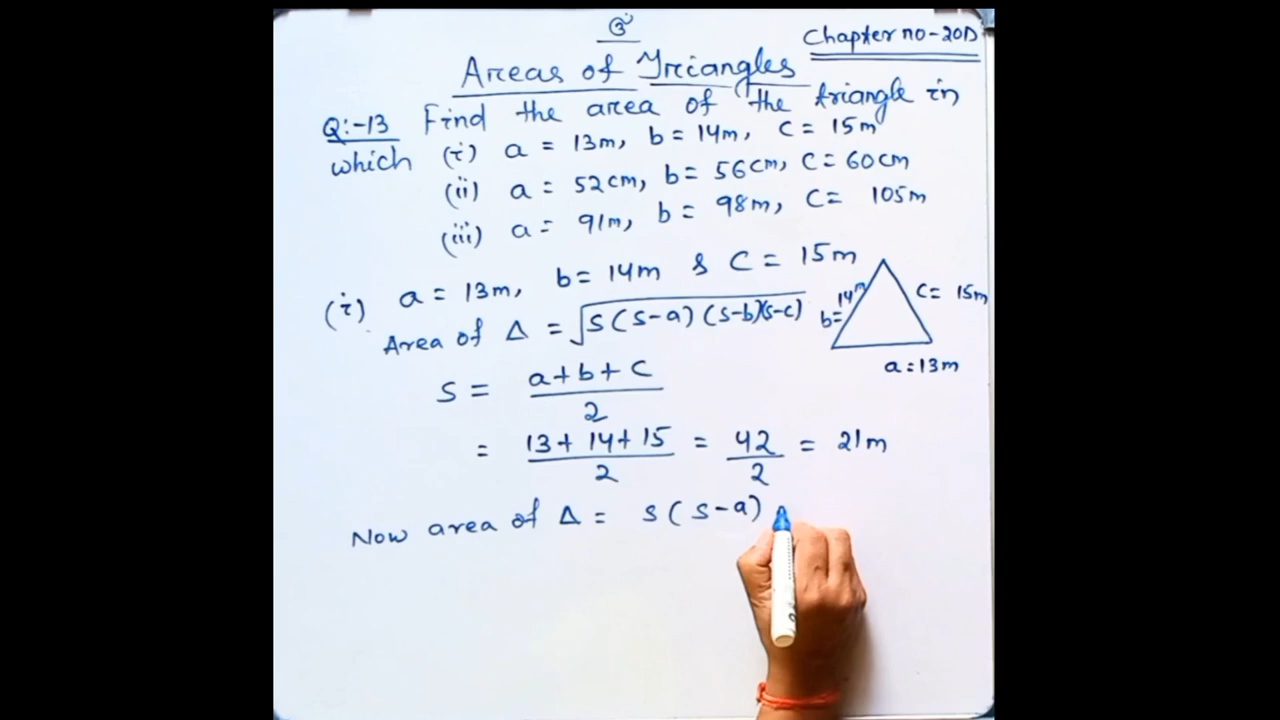 ॐ
Chapter no-20D
Areas of Triangles
Q:-13 Find the area of the triangle in
which (i) a = 13m, b = 14m, c = 15m
(ii) a = 52cm, b = 56cm, c = 60cm
(iii) a = 91m, b = 98m, c = 105m
(i) a = 13m, b = 14m & c = 15m
Area of Δ = √s(s-a)(s-b)(s-c)
14m
b=
c = 15m
a = 13m
s = a+b+c/2
= 13+14+15/2 = 42/2 = 21m
Now area of Δ = s(s-a)